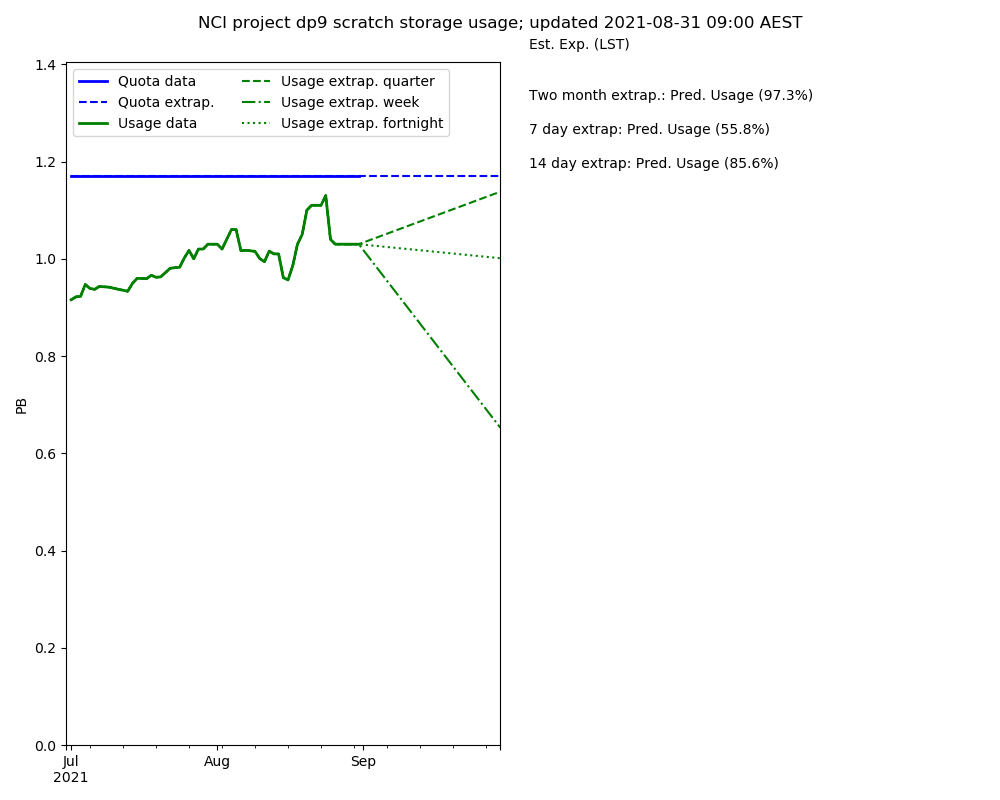 NCI project dp9 scratch storage usage; updated 2021-08-31 09:00 AEST
Est. Exp. (LST)
Two month extrap.: Pred. Usage (97.3%)
7 day extrap: Pred. Usage (55.8%)
14 day extrap: Pred. Usage (85.6%)
Quota data
Quota extrap.
Usage data
Usage extrap. quarter
Usage extrap. week
Usage extrap. fortnight
PB
1.4
1.2
1.0
0.8
0.6
0.4
0.2
0.0
Jul
2021
Aug
Sep